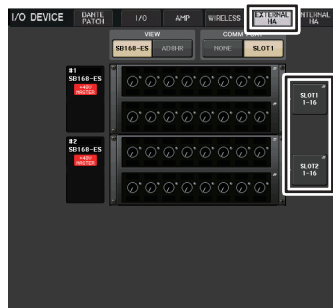 I/O DEVICE
DANTE PATCH
I/O
AMP
WIRELESS
EXTERNAL HA
INTERNAL HA
VIEW
SB168-ES
AD8HR
COMM PORT
NONE
SLOT1
#1
SB168-ES
+48V
MASTER
#2
SB168-ES
+48V
MASTER
SLOT1
1-16
SLOT2
1-16